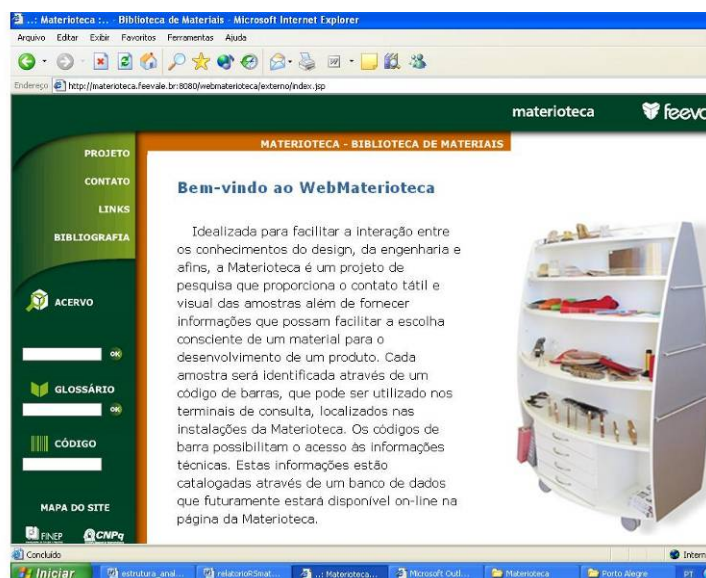 ..: Materioteca :.. - Biblioteca de Materiais - Microsoft Internet Explorer
Arquivo Editar Exibir Favoritos Ferramentas Ajuda
Endereço http://materioteca.feevale.br:8080/webmaterioteca/externo/index.jsp
materioteca
MATERIOTECA - BIBLIOTECA DE MATERIAIS
PROJETO
CONTATO
LINKS
BIBLIOGRAFIA
ACERVO
OK
GLOSSÁRIO
OK
CÓDIGO
MAPA DO SITE
FINEP CNPq
Bem-vindo ao WebMaterioteca
Idealizada para facilitar a interação entre
os conhecimentos do design, da engenharia e
afins, a Materioteca é um projeto de
pesquisa que proporciona o contato tátil e
visual das amostras além de fornecer
informações que possam facilitar a escolha
consciente de um material para o
desenvolvimento de um produto. Cada
amostra será identificada através de um
código de barras, que pode ser utilizado nos
terminais de consulta, localizados nas
instalações da Materioteca. Os códigos de
barra possibilitam o acesso às informações
técnicas. Estas informações estão
catalogadas através de um banco de dados
que futuramente estará disponível on-line na
página da Materioteca.
Concluído Intern
Iniciar estrutura_anal... relatorioRSmat... ..: Materioteca... Microsoft Outl... Materioteca Porto Alegre PT